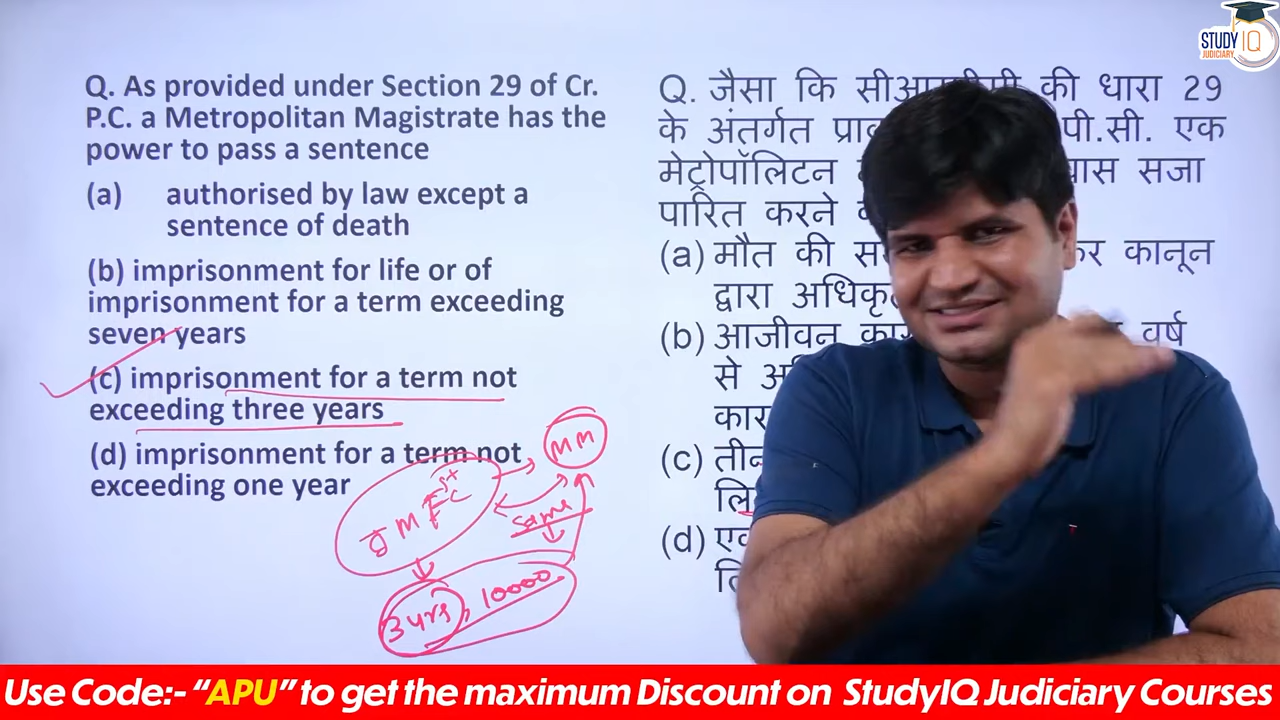 STUDY IQ
JUDICIARY
Q. As provided under Section 29 of Cr.
P.C. a Metropolitan Magistrate has the
power to pass a sentence
(a) authorised by law except a
sentence of death
(b) imprisonment for life or of
imprisonment for a term exceeding
seven years
(c) imprisonment for a term not
exceeding three years
(d) imprisonment for a term not
exceeding one year
MM
JMFC
same
3 yrs, 10000
Q. जैसा कि की धारा 29
के अंतर्गत पी.सी. एक
मेट्रोपॉलिटन सजा
पारित करने
(a) मौत की कानून
द्वारा
(b) आजीवन वर्ष
से
(c)
(d)
Use Code:- “APU” to get the maximum Discount on StudyIQ Judiciary Courses